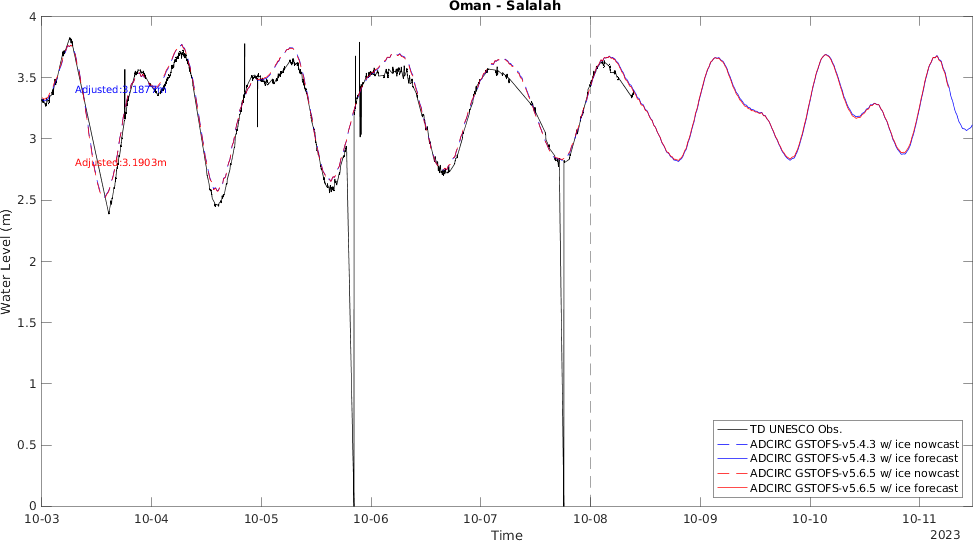 Oman - Salalah
4
3.5
3
2.5
2
1.5
1
0.5
0
Water Level (m)
Adjusted:3.1903m
10-03
10-04
10-05
10-06
10-07
10-08
10-09
10-10
10-11
Time
2023
TD UNESCO Obs.
ADCIRC GSTOFS-v5.4.3 w/ ice nowcast
ADCIRC GSTOFS-v5.4.3 w/ ice forecast
ADCIRC GSTOFS-v5.6.5 w/ ice nowcast
ADCIRC GSTOFS-v5.6.5 w/ ice forecast